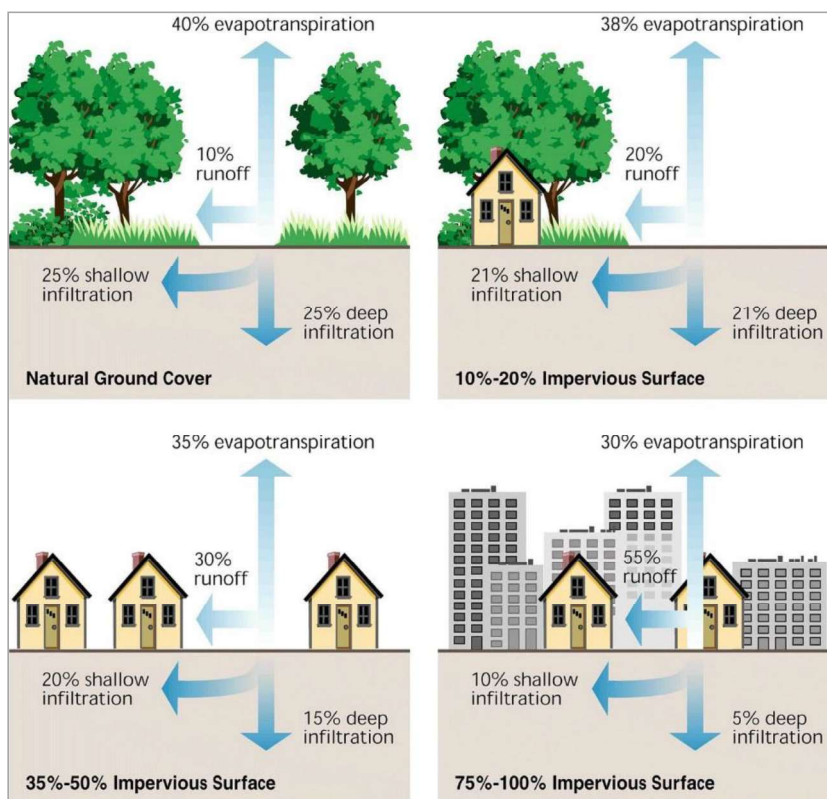 40% evapotranspiration
10%
runoff
25% shallow
infiltration
25% deep
infiltration
Natural Ground Cover
38% evapotranspiration
20%
runoff
21% shallow
infiltration
21% deep
infiltration
10%-20% Impervious Surface
35% evapotranspiration
30%
runoff
20% shallow
infiltration
15% deep
infiltration
35%-50% Impervious Surface
30% evapotranspiration
55%
runoff
10% shallow
infiltration
5% deep
infiltration
75%-100% Impervious Surface